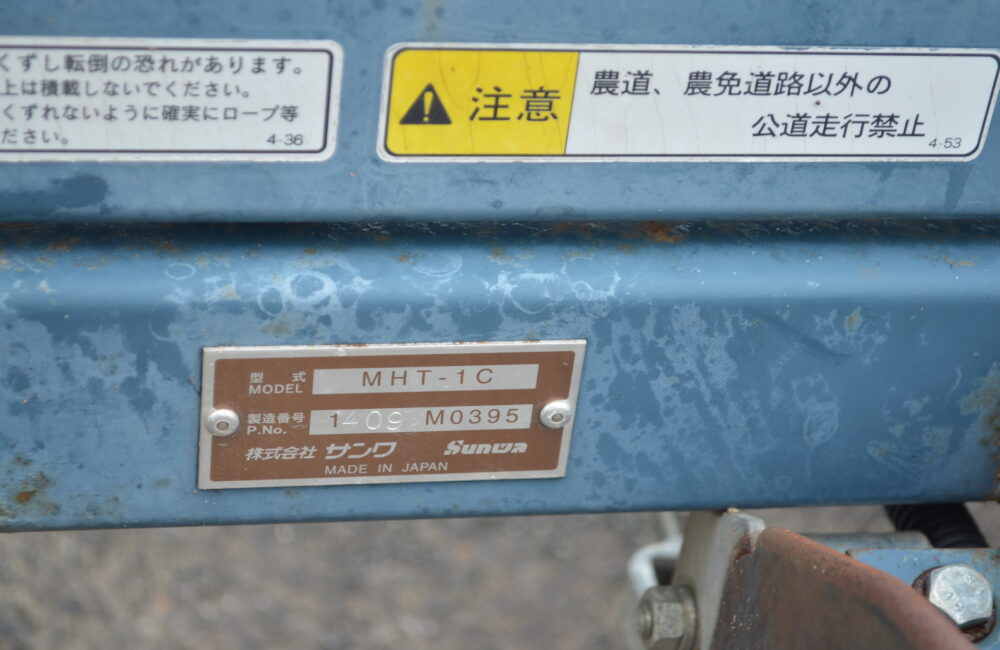 くずし転倒の恐れがあります。
上は積載しないでください。
くずれないように確実にロープ等
ださい。
4-36
注意
農道、農免道路以外の
公道走行禁止
4-53
型式
MODEL
MHT-1C
製造番号
P.No.
1409 M0395
株式会社 サンワ Sunwa
MADE IN JAPAN